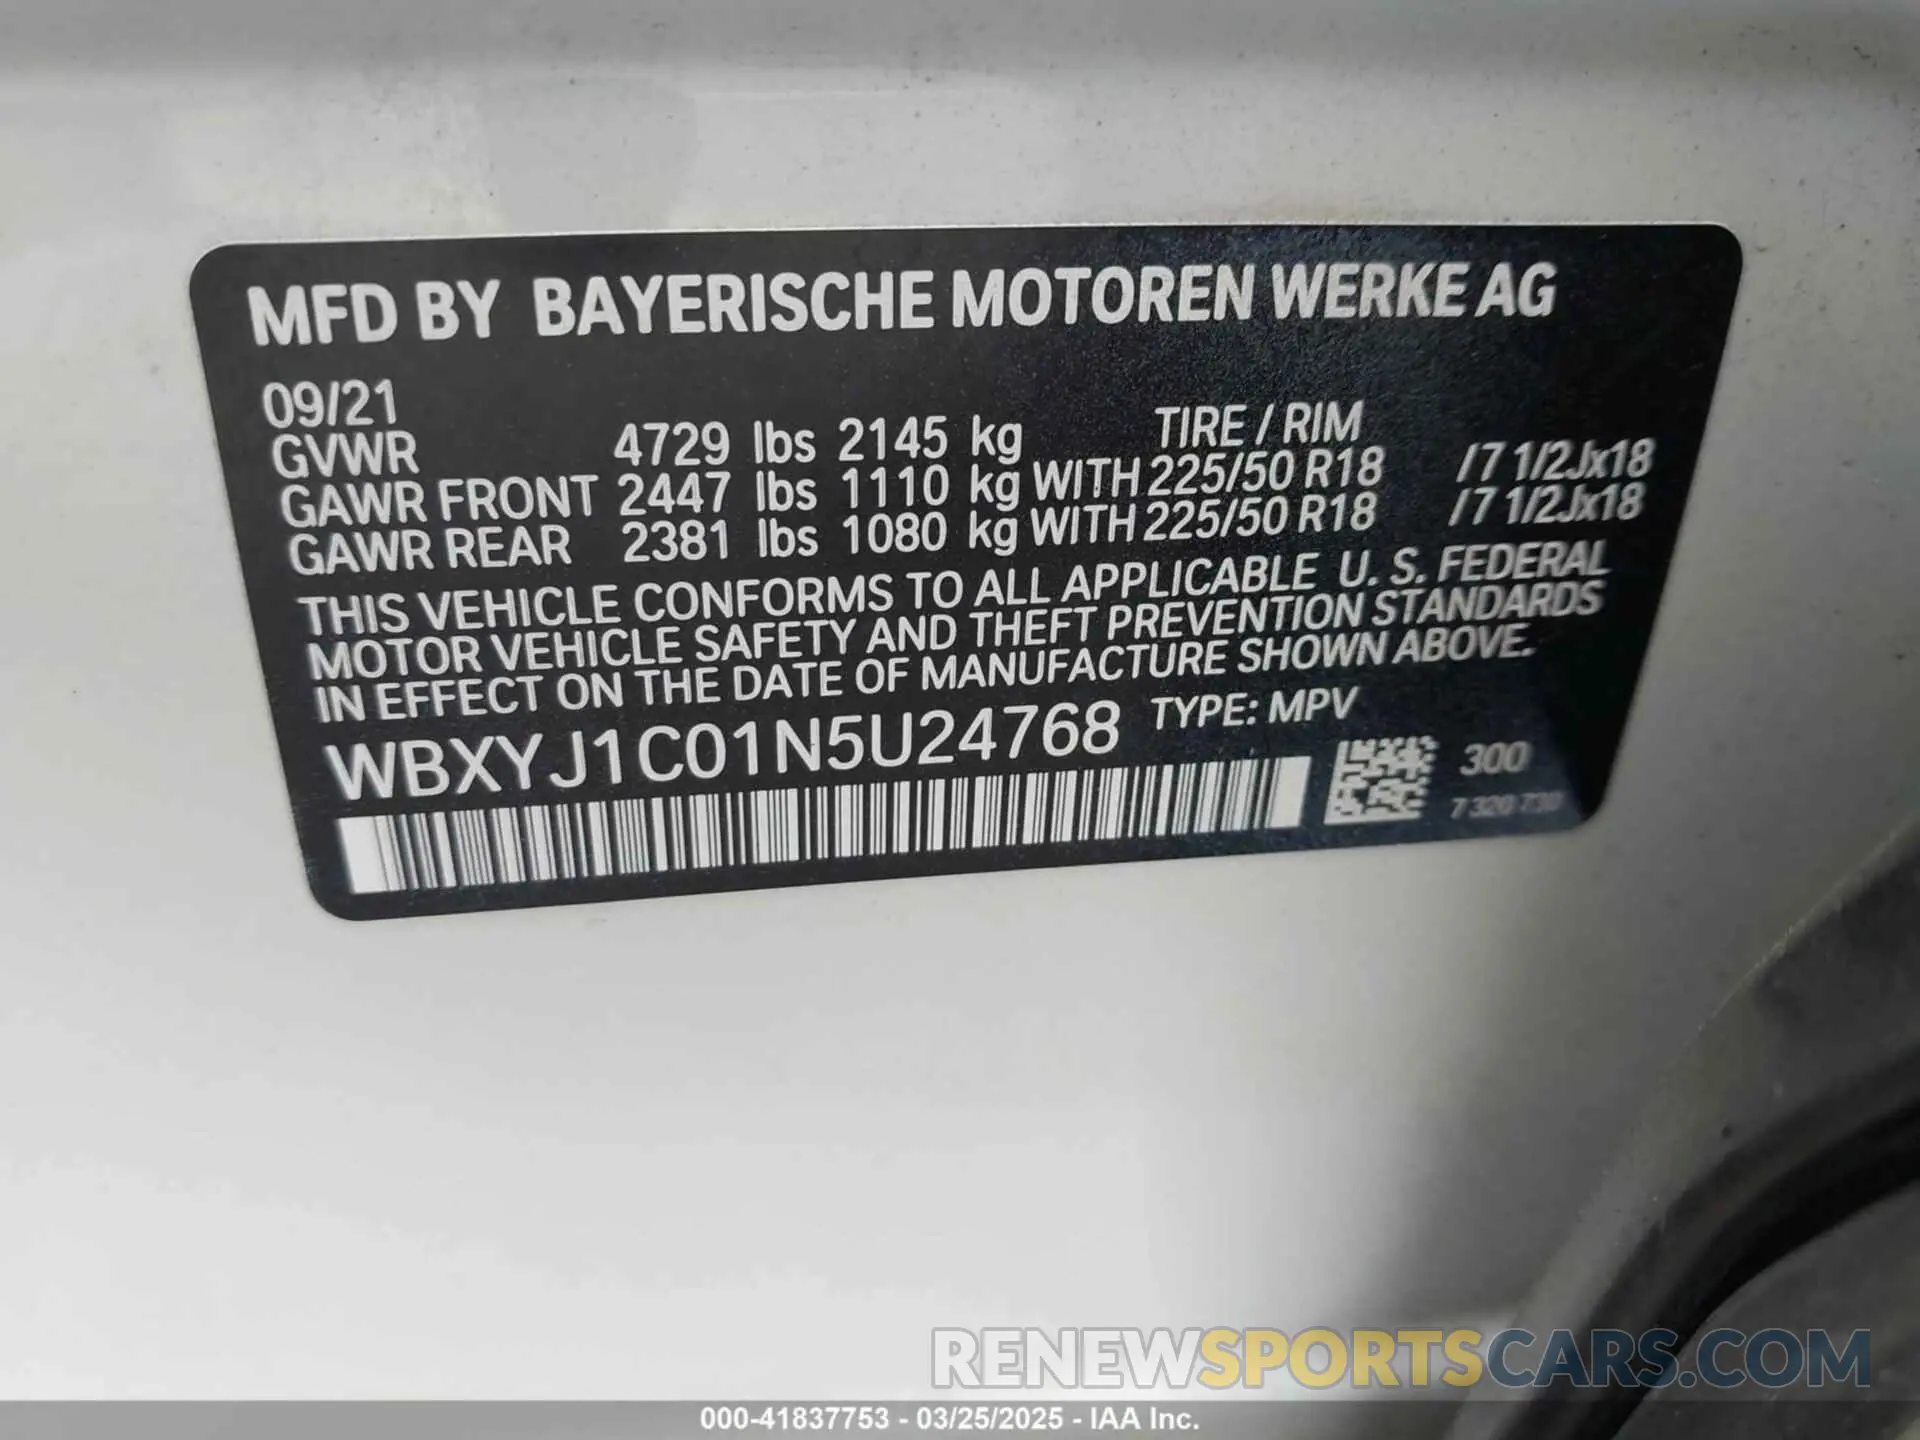 MFD BY BAYERISCHE MOTOREN WERKE AG
09/21
TIRE / RIM
GVWR 4729 lbs 2145 kg
GAWR FRONT 2447 lbs 1110 kg WITH 225/50 R18 /7 1/2Jx18
GAWR REAR 2381 lbs 1080 kg WITH 225/50 R18 /7 1/2Jx18
THIS VEHICLE CONFORMS TO ALL APPLICABLE U. S. FEDERAL
MOTOR VEHICLE SAFETY AND THEFT PREVENTION STANDARDS
IN EFFECT ON THE DATE OF MANUFACTURE SHOWN ABOVE.
WBXYJ1C01N5U24768 TYPE: MPV
300
7 320 730
RENEWSPORTSCARS.COM
000-41837753 - 03/25/2025 - IAA Inc.